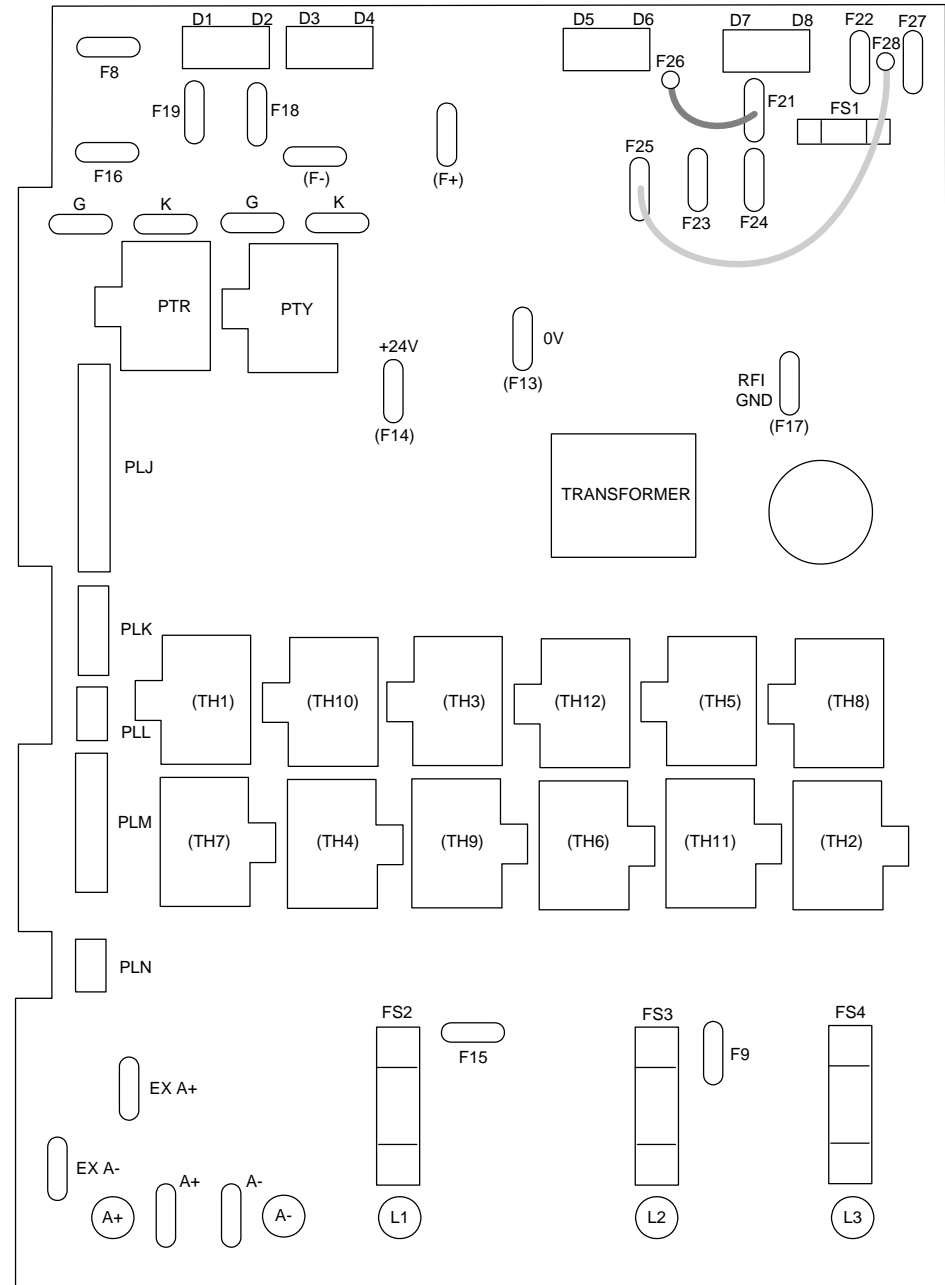 D1 D2 D3 D4 D5 D6 D7 D8 F22 F28 F27
F8 F26
F19 F18 F21 FS1
F16 (F-) (F+) F25 F23 F24
G K G K
PTR PTY
+24V 0V
(F14) (F13)
RFI
GND
(F17)
PLJ TRANSFORMER
PLK
(TH1) (TH10) (TH3) (TH12) (TH5) (TH8)
PLL
PLM (TH7) (TH4) (TH9) (TH6) (TH11) (TH2)
PLN
FS2 FS3 FS4
F15 F9
EX A+
EX A-
A+ A-
A+ A- L1 L2 L3